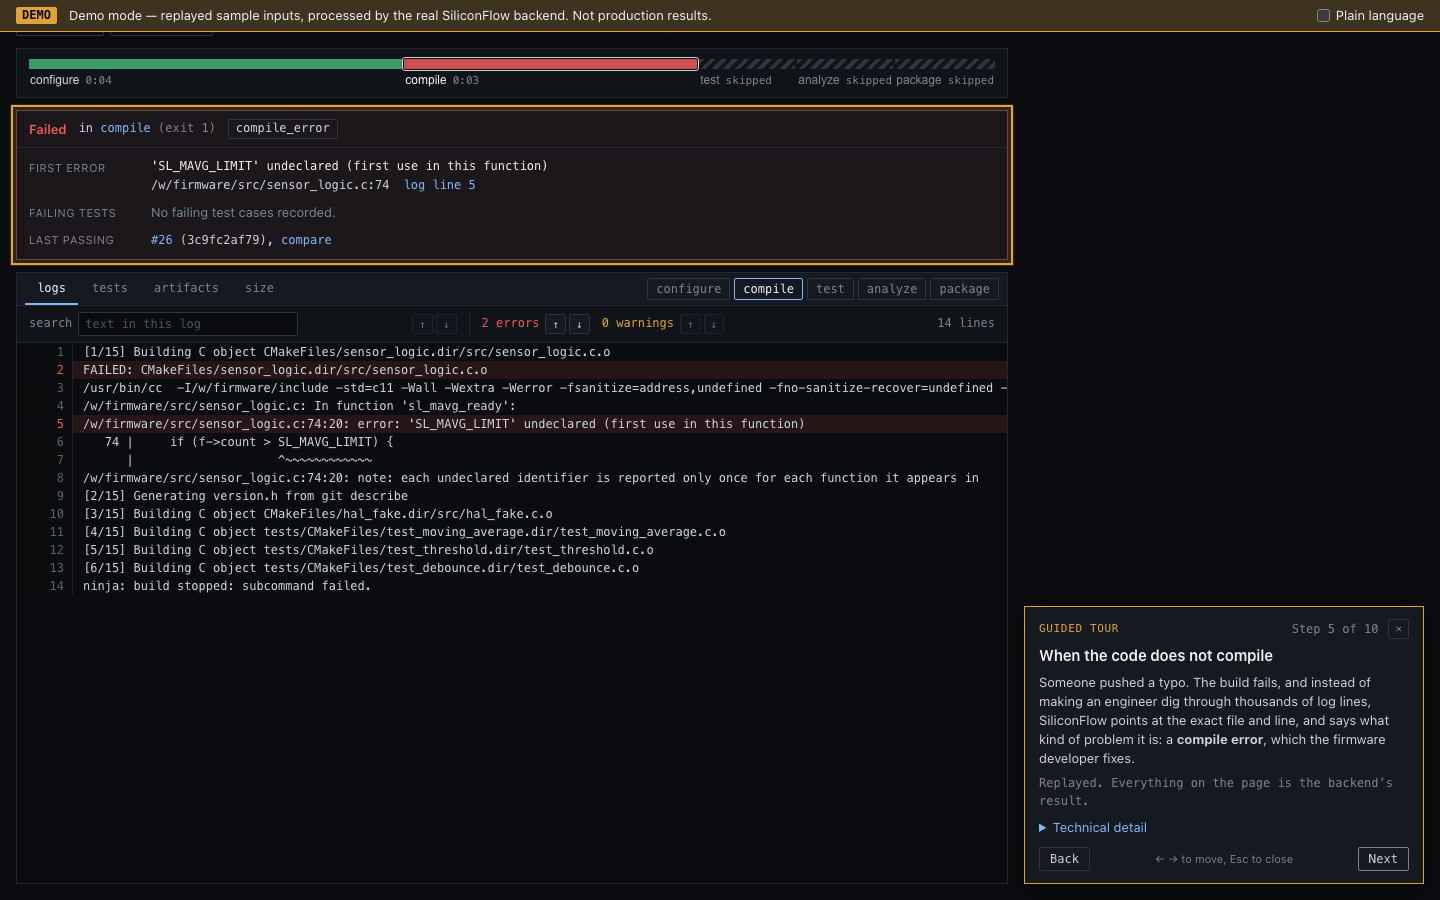 DEMO Demo mode — replayed sample inputs, processed by the real SiliconFlow backend. Not production results. Plain language
configure 0:04 compile 0:03 test skipped analyze skipped package skipped
Failed in compile (exit 1) compile_error
FIRST ERROR 'SL_MAVG_LIMIT' undeclared (first use in this function)
/w/firmware/src/sensor_logic.c:74 log line 5
FAILING TESTS No failing test cases recorded.
LAST PASSING #26 (3c9fc2af79), compare
logs tests artifacts size configure compile test analyze package
search text in this log ↑ ↓ 2 errors ↑ ↓ 0 warnings ↑ ↓ 14 lines
1 [1/15] Building C object CMakeFiles/sensor_logic.dir/src/sensor_logic.c.o
2 FAILED: CMakeFiles/sensor_logic.dir/src/sensor_logic.c.o
3 /usr/bin/cc -I/w/firmware/include -std=c11 -Wall -Wextra -Werror -fsanitize=address,undefined -fno-sanitize-recover=undefined -
4 /w/firmware/src/sensor_logic.c: In function 'sl_mavg_ready':
5 /w/firmware/src/sensor_logic.c:74:20: error: 'SL_MAVG_LIMIT' undeclared (first use in this function)
6 74 | if (f->count > SL_MAVG_LIMIT) {
7 | ^~~~~~~~~~~~~
8 /w/firmware/src/sensor_logic.c:74:20: note: each undeclared identifier is reported only once for each function it appears in
9 [2/15] Generating version.h from git describe
10 [3/15] Building C object CMakeFiles/hal_fake.dir/src/hal_fake.c.o
11 [4/15] Building C object tests/CMakeFiles/test_moving_average.dir/test_moving_average.c.o
12 [5/15] Building C object tests/CMakeFiles/test_threshold.dir/test_threshold.c.o
13 [6/15] Building C object tests/CMakeFiles/test_debounce.dir/test_debounce.c.o
14 ninja: build stopped: subcommand failed.
GUIDED TOUR Step 5 of 10 ×
When the code does not compile
Someone pushed a typo. The build fails, and instead of
making an engineer dig through thousands of log lines,
SiliconFlow points at the exact file and line, and says what
kind of problem it is: a compile error, which the firmware
developer fixes.
Replayed. Everything on the page is the backend's
result.
▶ Technical detail
Back ← → to move, Esc to close Next